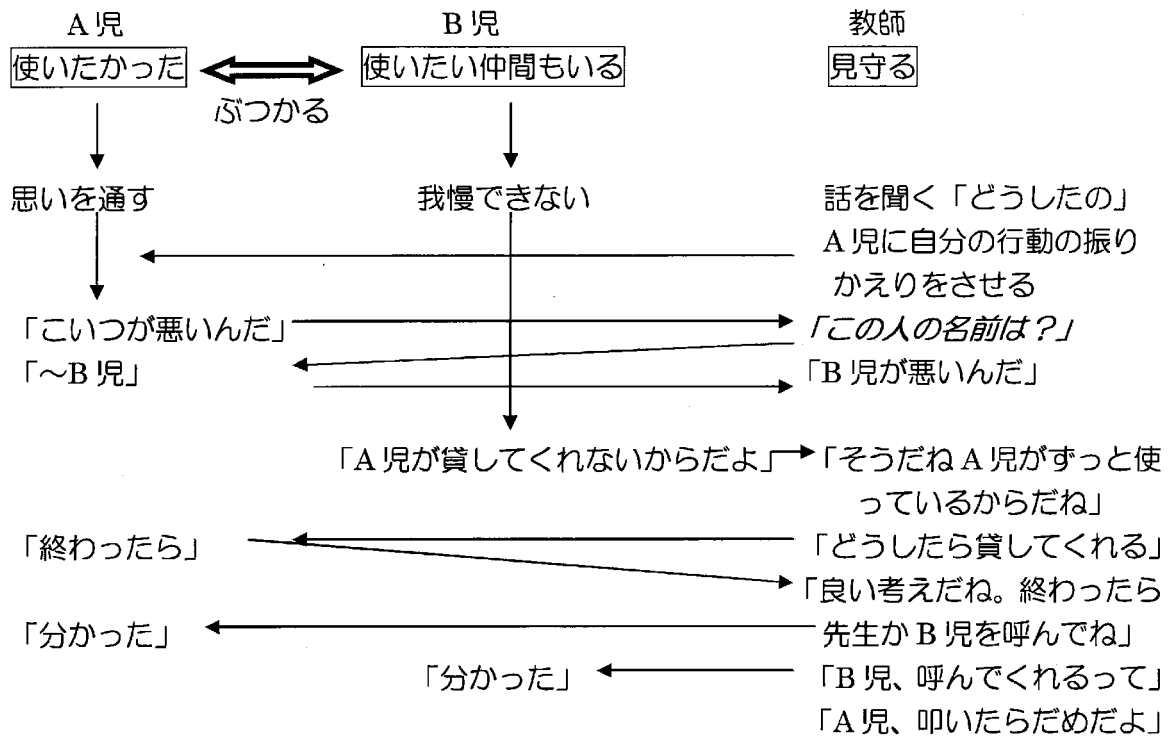 A児 B児 教師
使いたかった 使いたい仲間もいる 見守る
ぶつかる
思いを通す 我慢できない 話を聞く「どうしたの」
A児に自分の行動の振り
かえりをさせる
「こいつが悪いんだ」 「この人の名前は？」
「～B児」 「B児が悪いんだ」
「A児が貸してくれないからだよ」 「そうだねA児がずっと使
っているからだね」
「終わったら」 「どうしたら貸してくれる」
「良い考えだね。終わったら
「分かった」 先生かB児を呼んでね」
「分かった」 「B児、呼んでくれるって」
「A児、叩いたらだめだよ」